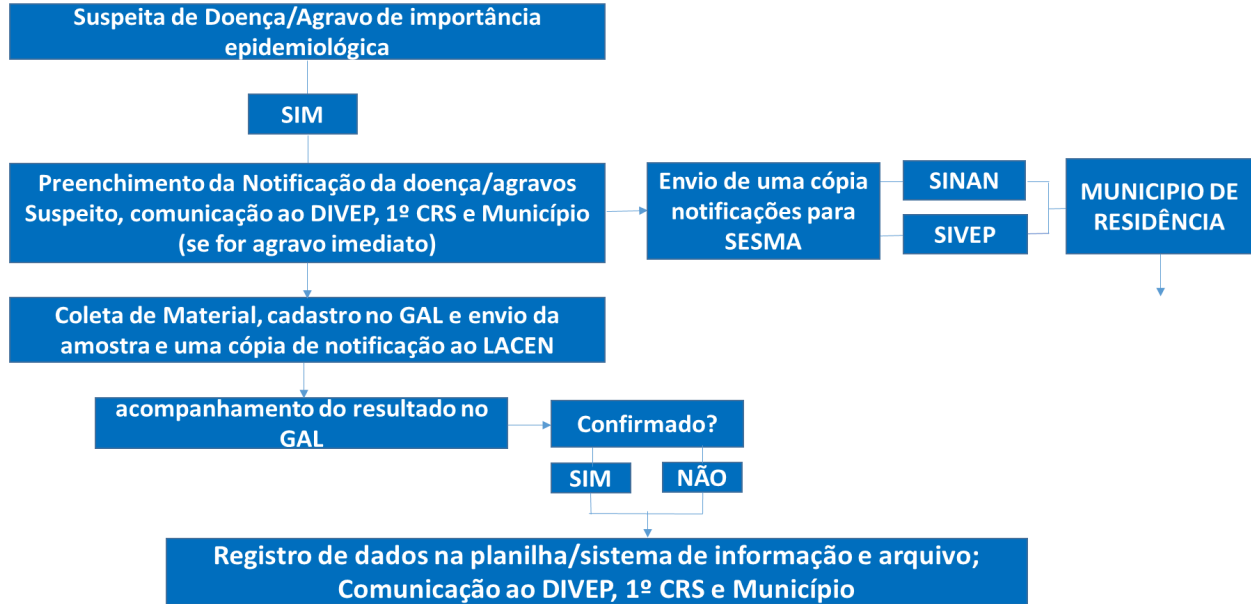 Suspeita de Doença/Agravo de importância
epidemiológica
SIM
Preenchimento da Notificação da doença/agravos
Suspeito, comunicação ao DIVEP, 1º CRS e Município
(se for agravo imediato)
Envio de uma cópia
notificações para
SESMA
SINAN
SIVEP
MUNICIPIO DE
RESIDÊNCIA
Coleta de Material, cadastro no GAL e envio da
amostra e uma cópia de notificação ao LACEN
acompanhamento do resultado no
GAL
Confirmado?
SIM
NÃO
Registro de dados na planilha/sistema de informação e arquivo;
Comunicação ao DIVEP, 1º CRS e Município